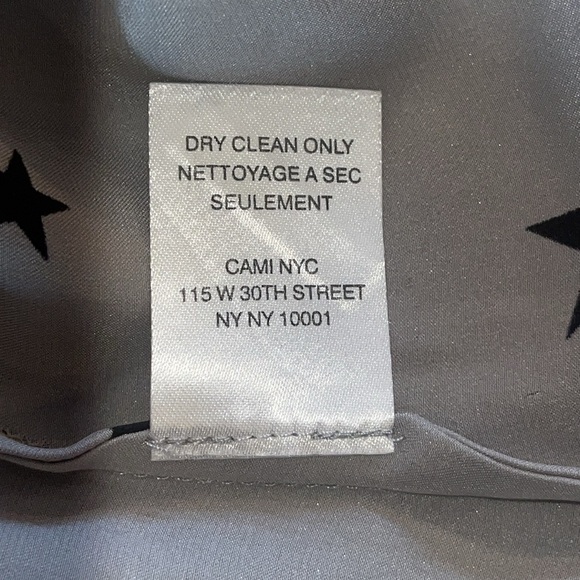 DRY CLEAN ONLY
NETTOYAGE A SEC
SEULEMENT
CAMI NYC
115 W 30TH STREET
NY NY 10001